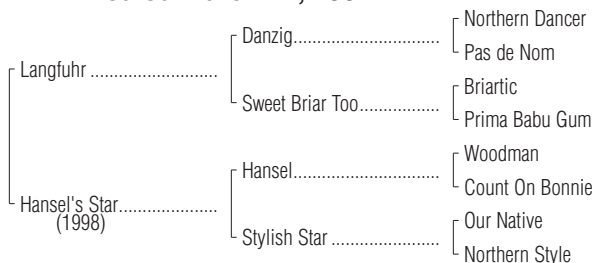 Northern Dancer
Danzig.......................................
Pas de Nom
Langfuhr ..................................
Briartic
Sweet Briar Too......................
Prima Babu Gum
Woodman
Hansel.......................................
Count On Bonnie
Hansel's Star..........................
(1998)
Our Native
Stylish Star .............................
Northern Style